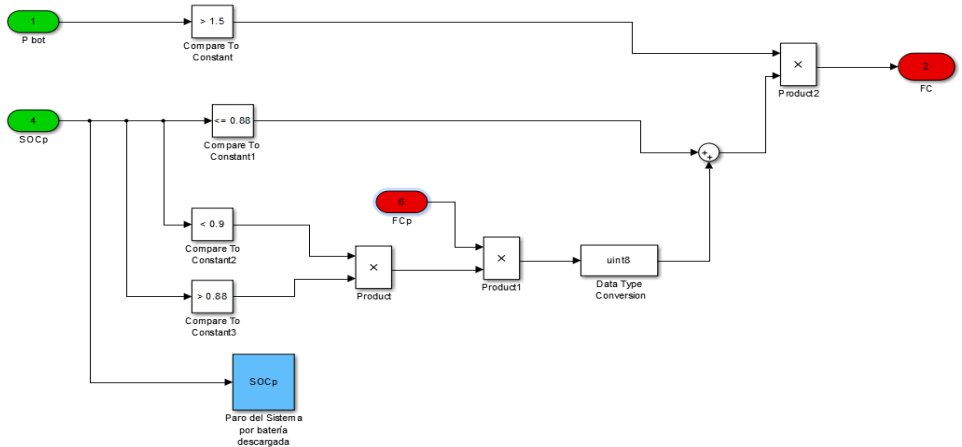 1
P bot
> 1.5
Compare To
Constant
×
Product2
2
FC
4
SOCp
<= 0.88
Compare To
Constant1
+
+
< 0.9
Compare To
Constant2
×
Product
FCp
×
Product1
uint8
Data Type
Conversion
> 0.88
Compare To
Constant3
SOCp
Paro del Sistema
por batería
descargada